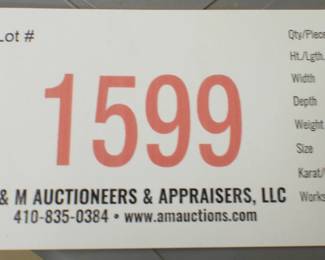 Lot #
1599
& M AUCTIONEERS & APPRAISERS, LLC
410-835-0384 • www.amauctions.com
Qty/Piece
Ht./Lgth.
Width
Depth
Weight
Size
Karat/
Works